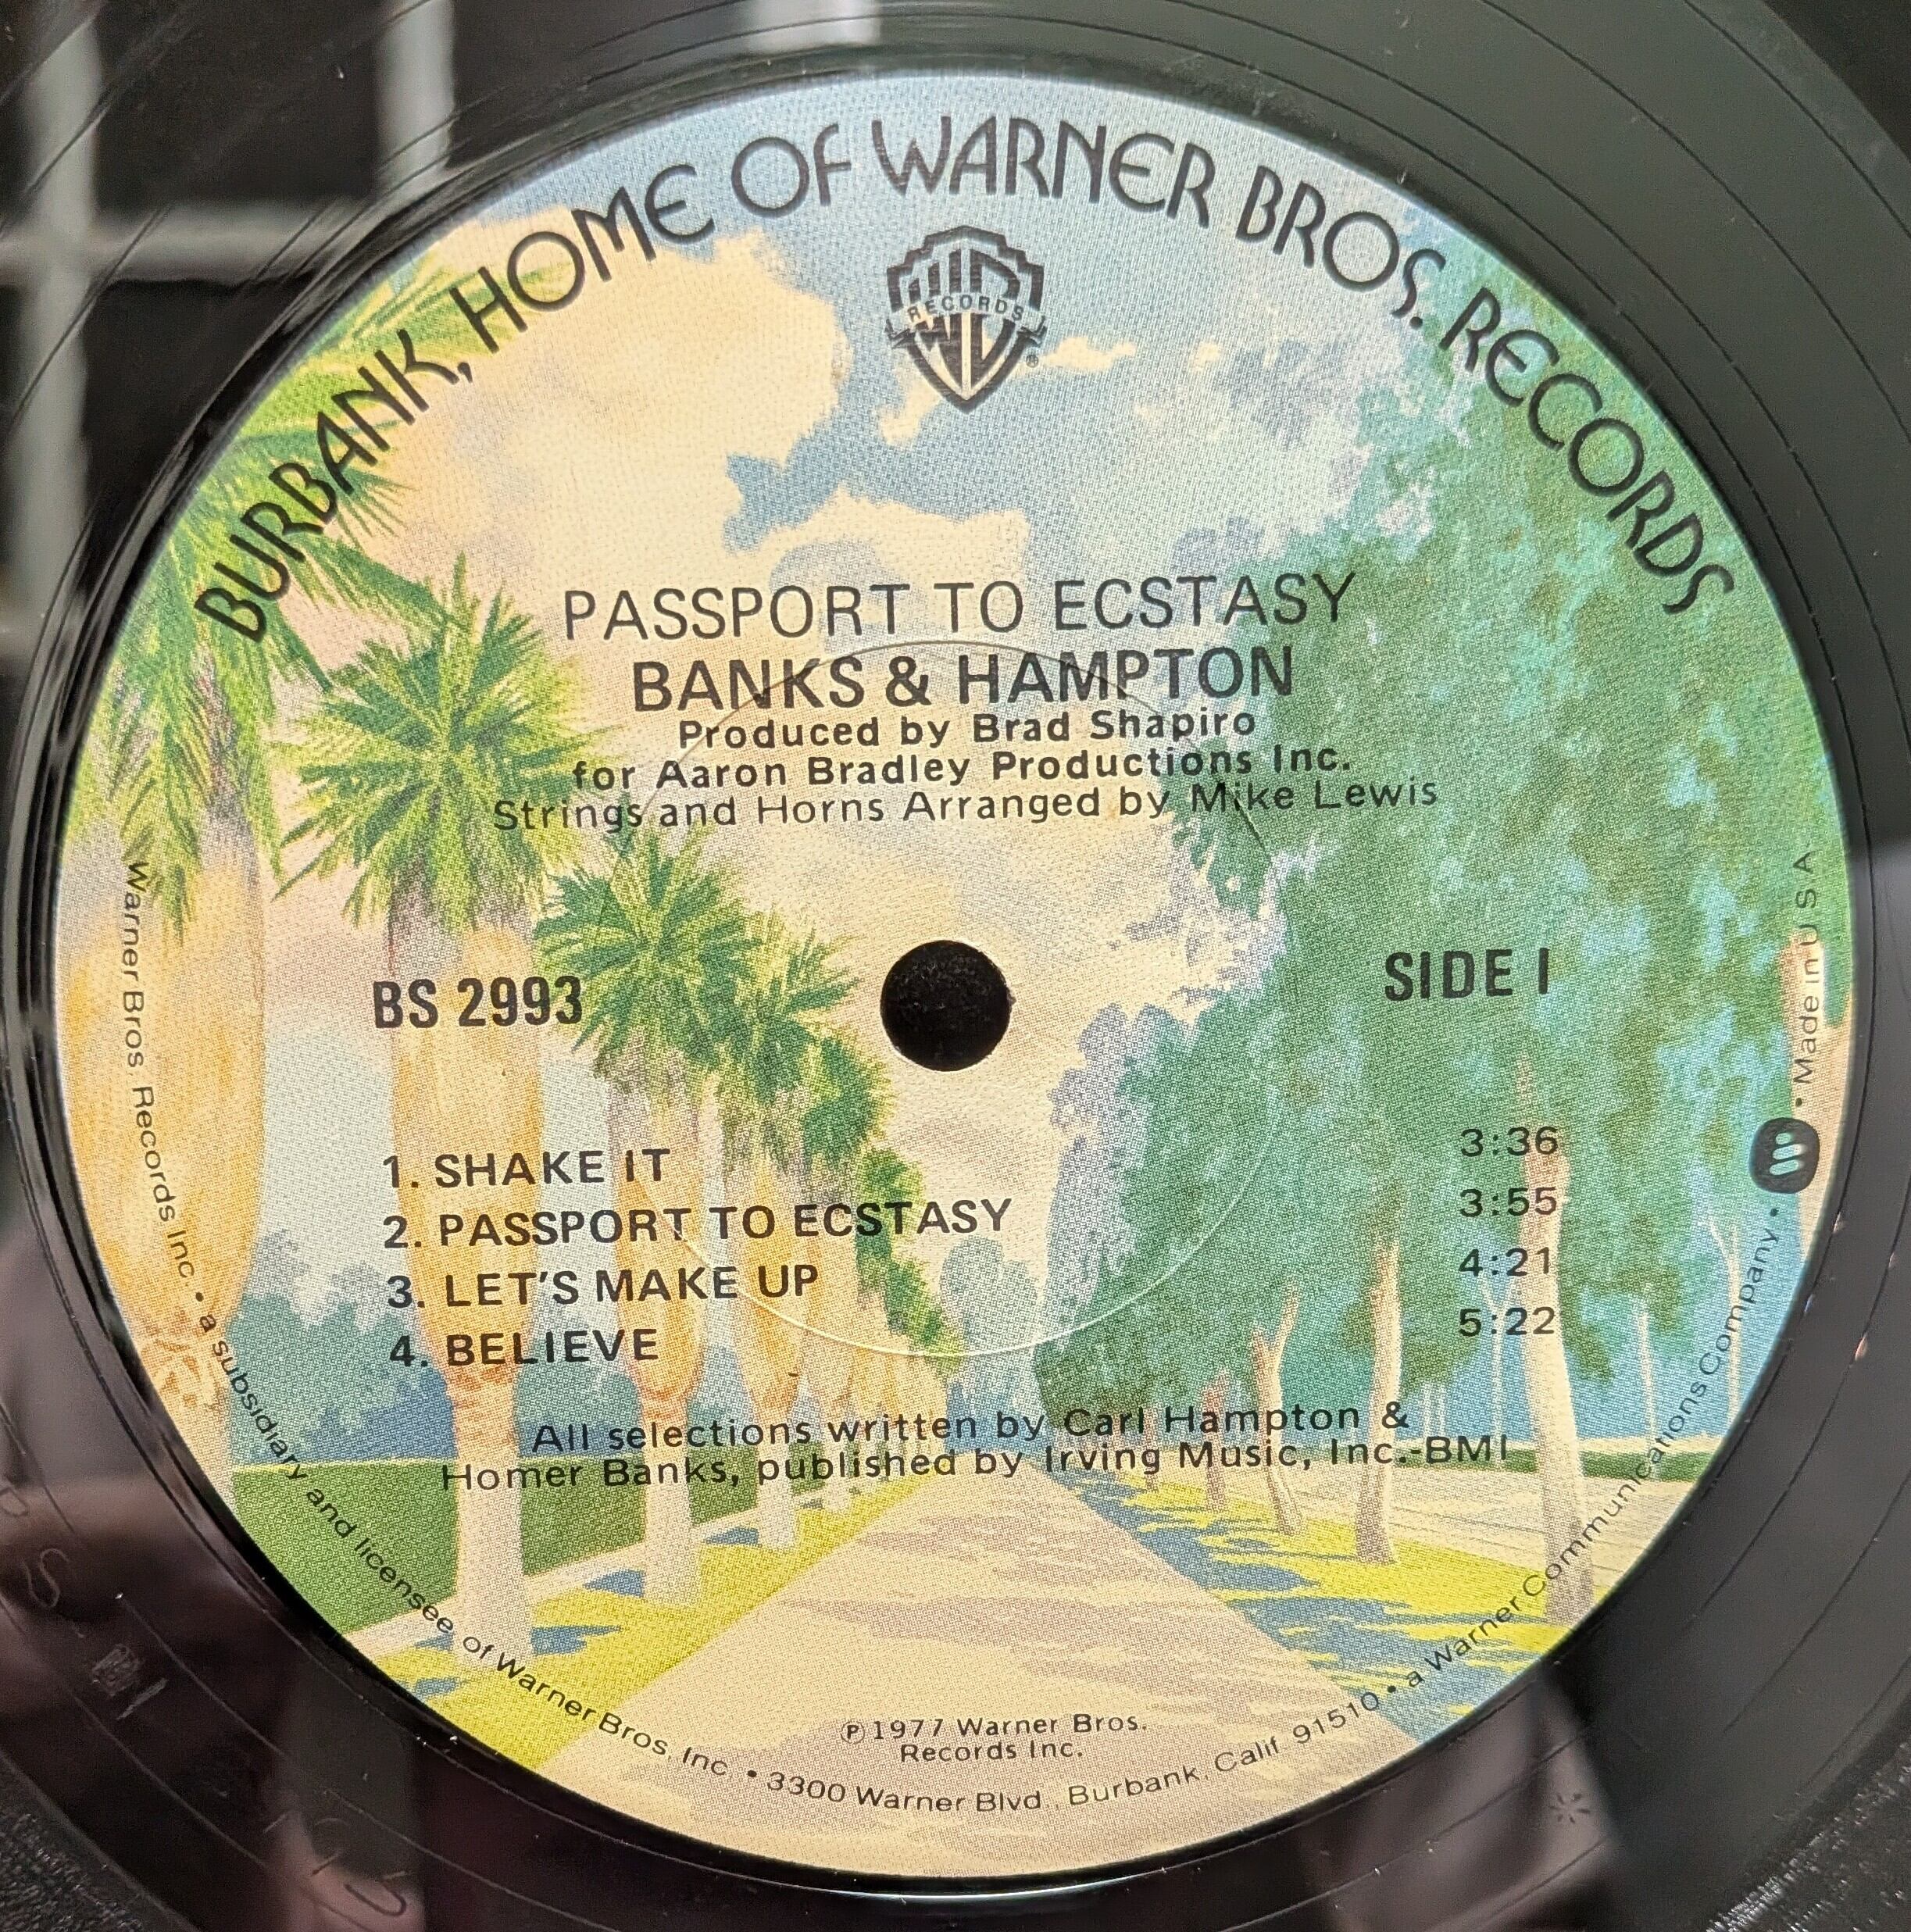 BURBANK, HOME OF WARNER BROS. RECORDS
RECORDS
PASSPORT TO ECSTASY
BANKS & HAMPTON
Produced by Brad Shapiro
for Aaron Bradley Productions Inc.
Strings and Horns Arranged by Mike Lewis
BS 2993
SIDE 1
1. SHAKE IT 3:36
2. PASSPORT TO ECSTASY 3:55
3. LET'S MAKE UP 4:21
4. BELIEVE 5:22
All selections written by Carl Hampton &
Homer Banks, published by Irving Music, Inc.-BMI
℗1977 Warner Bros.
Records Inc.
Warner Bros Records Inc. • a subsidiary and licensee of Warner Bros. Inc. • 3300 Warner Blvd., Burbank, Calif 91510 • a Warner Communications Company • • Made in U S A